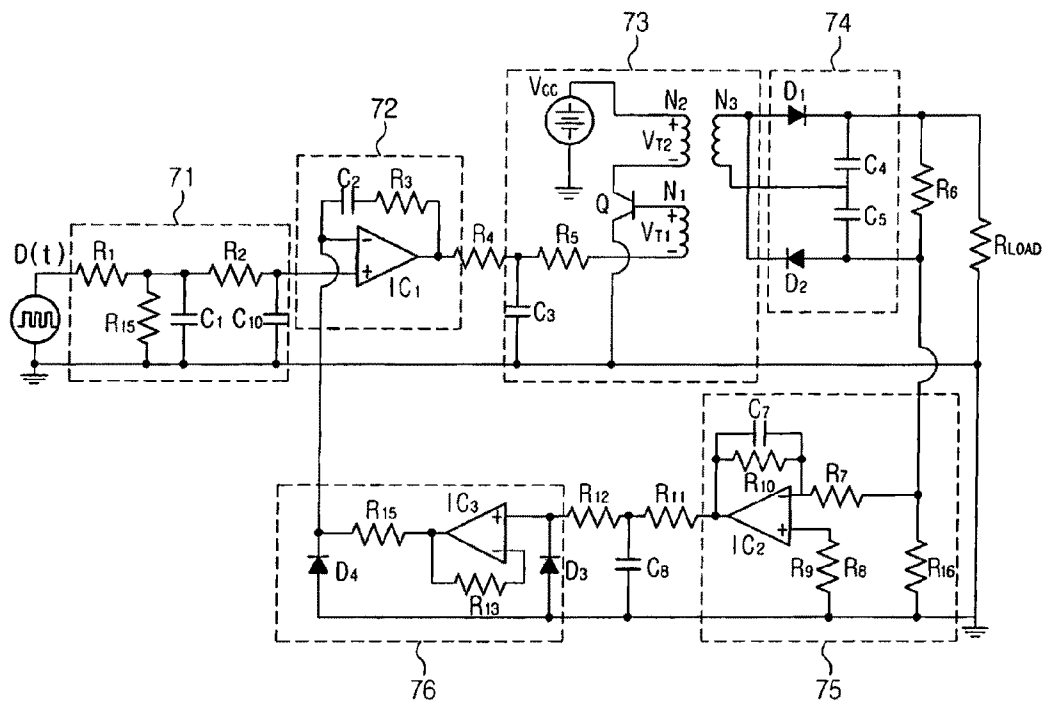 73
74
72
71
Vcc
N2
N3
D1
+
VT2
-
C2
R3
Q
N1
+
VT1
-
C4
C5
R6
RLOAD
D(t)
R1
R2
-
+
IC1
R4
R5
D2
R15
C1
C10
C3
C7
R10
R7
R15
IC3
+
-
R12
R11
-
+
IC2
D4
R13
D3
C8
R9
R8
R16
76
75